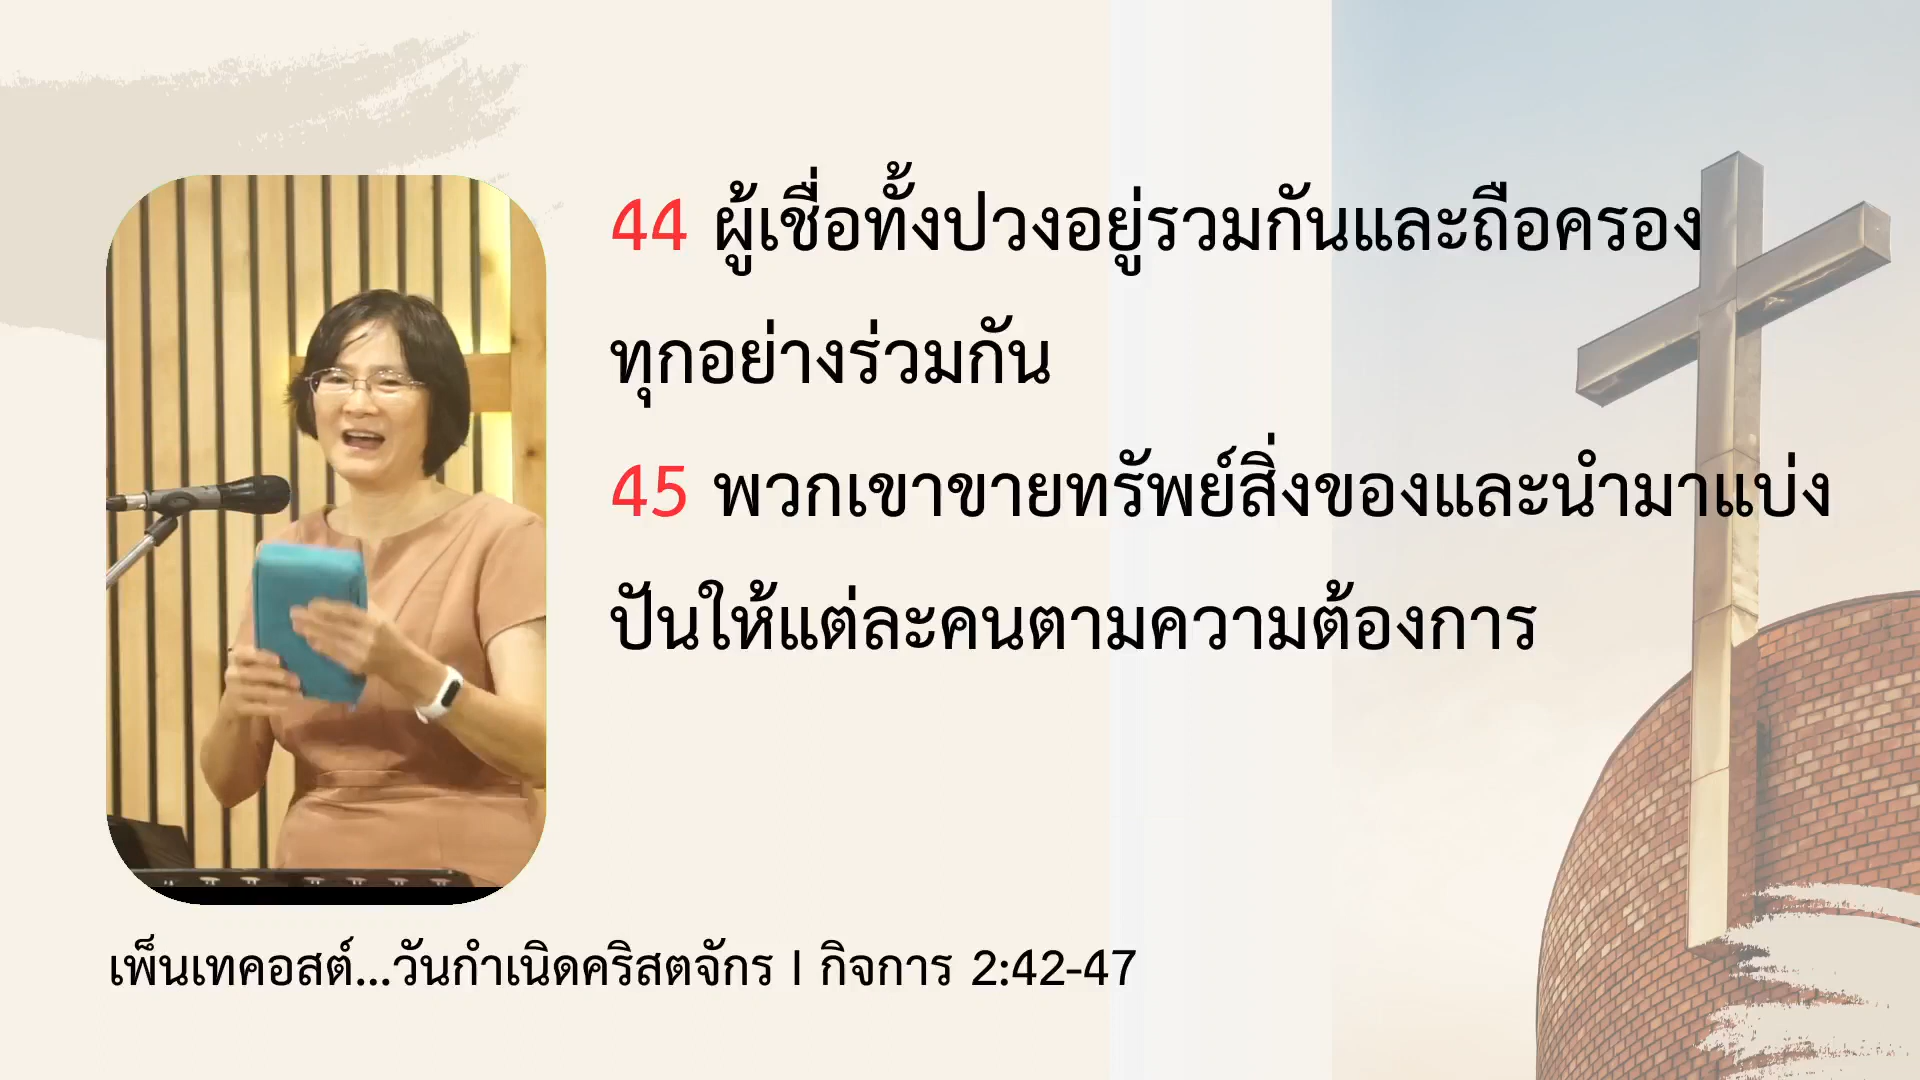 44 ผู้เชื่อทั้งปวงอยู่รวมกันและถือครอง
ทุกอย่างร่วมกัน
45 พวกเขาขายทรัพย์สิ่งของและนำมาแบ่ง
ปันให้แต่ละคนตามความต้องการ
เพ็นเทคอสต์...วันกำเนิดคริสตจักร I กิจการ 2:42-47